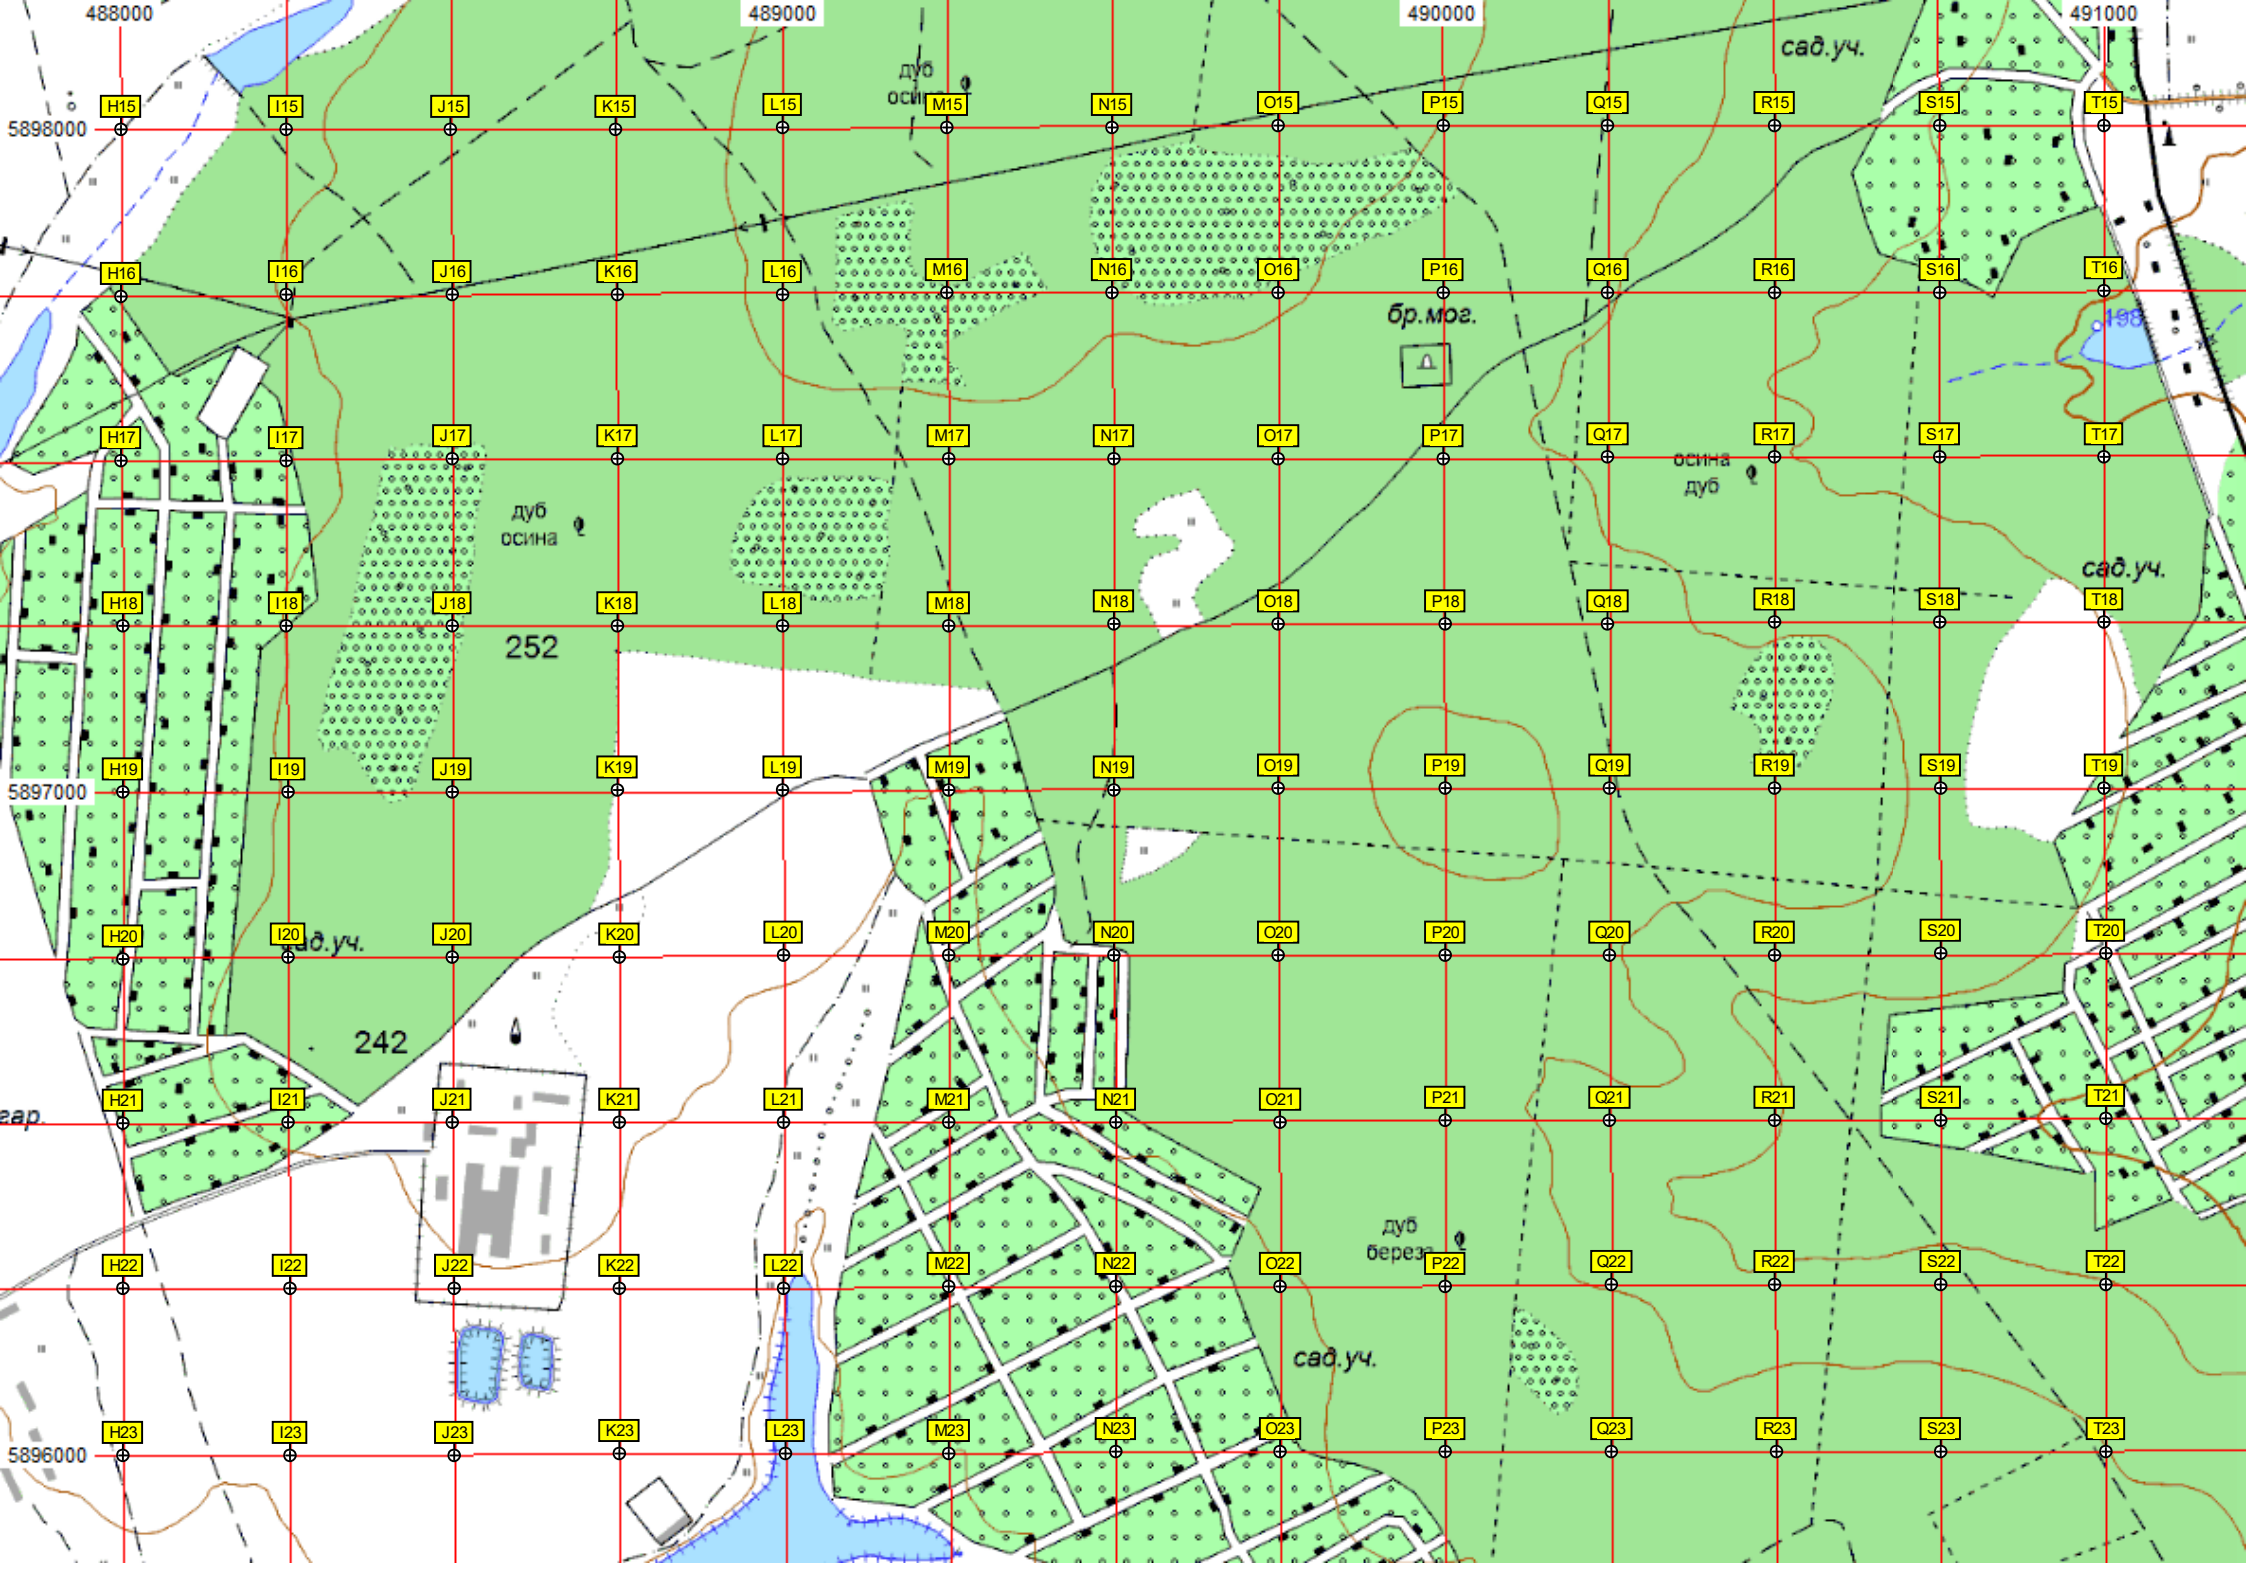 488000 489000 490000 491000
сад.уч.
дуб
H15 I15 J15 K15 L15 M15 N15 O15 P15 Q15 R15 S15 T15
5898000
H16 I16 J16 K16 L16 M16 N16 O16 P16 Q16 R16 S16 T16
бр.мог.
198
H17 I17 J17 K17 L17 M17 N17 O17 P17 Q17 R17 S17 T17
осина
дуб
дуб
осина
сад.уч.
H18 I18 J18 K18 L18 M18 N18 O18 P18 Q18 R18 S18 T18
252
H19 I19 J19 K19 L19 M19 N19 O19 P19 Q19 R19 S19 T19
5897000
H20 I20 J20 K20 L20 M20 N20 O20 P20 Q20 R20 S20 T20
сад.уч.
242
H21 I21 J21 K21 L21 M21 N21 O21 P21 Q21 R21 S21 T21
гар.
дуб
береза
H22 I22 J22 K22 L22 M22 N22 O22 P22 Q22 R22 S22 T22
сад.уч.
H23 I23 J23 K23 L23 M23 N23 O23 P23 Q23 R23 S23 T23
5896000